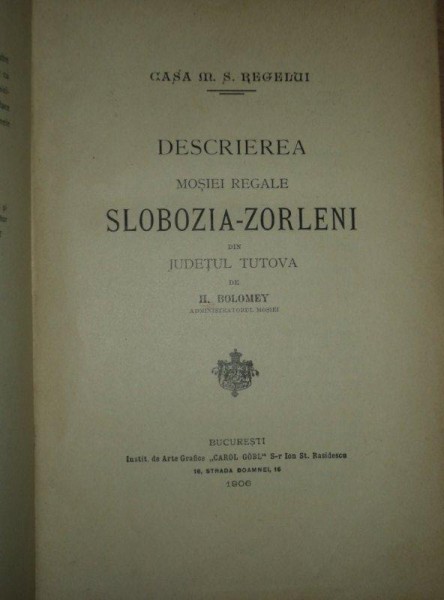 CASA M. S. REGELUI
DESCRIEREA
MOȘIEI REGALE
SLOBOZIA-ZORLENI
DIN
JUDEȚUL TUTOVA
DE
H. BOLOMEY
ADMINISTRATORUL MOȘIEI
BUCUREȘTI
Instit. de Arte Grafice „CAROL GÖBL" S-r Ion St. Rasidescu
16, STRADA DOAMNEI, 16
1906